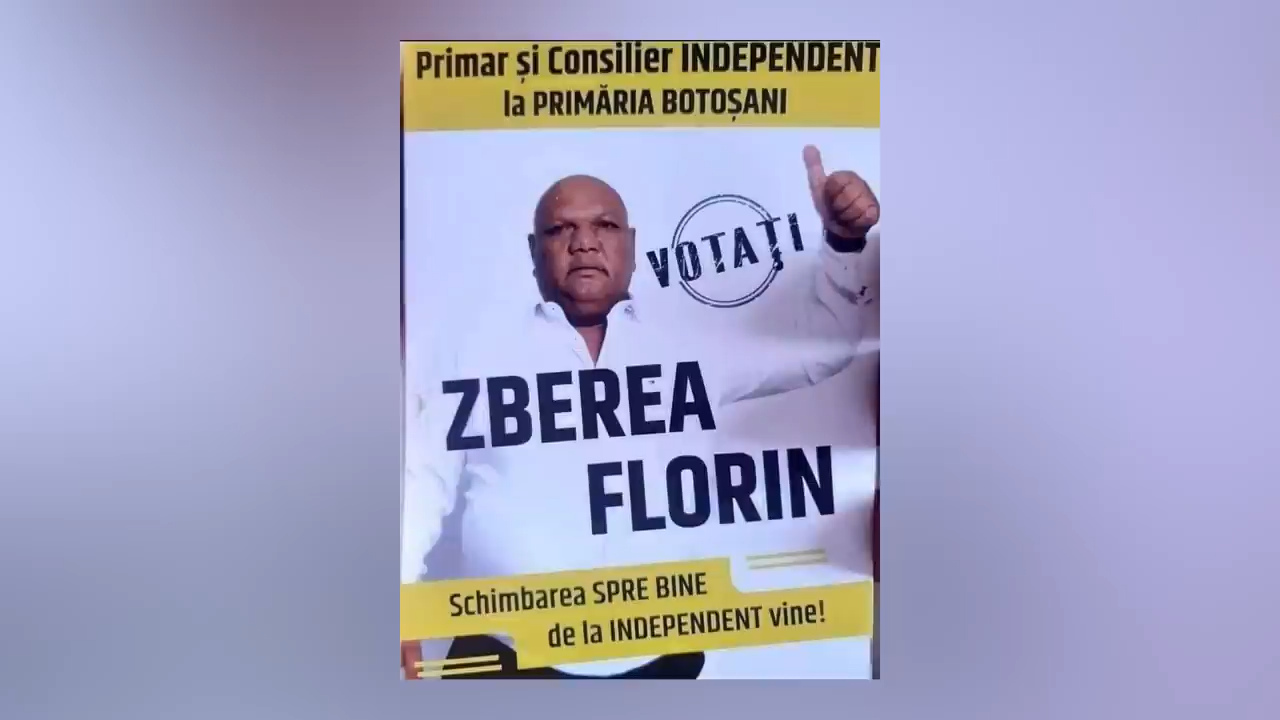 Primar și Consilier INDEPENDENT
la PRIMĂRIA BOTOȘANI
VOTAȚI
ZBEREA
FLORIN
Schimbarea SPRE BINE
de la INDEPENDENT vine!